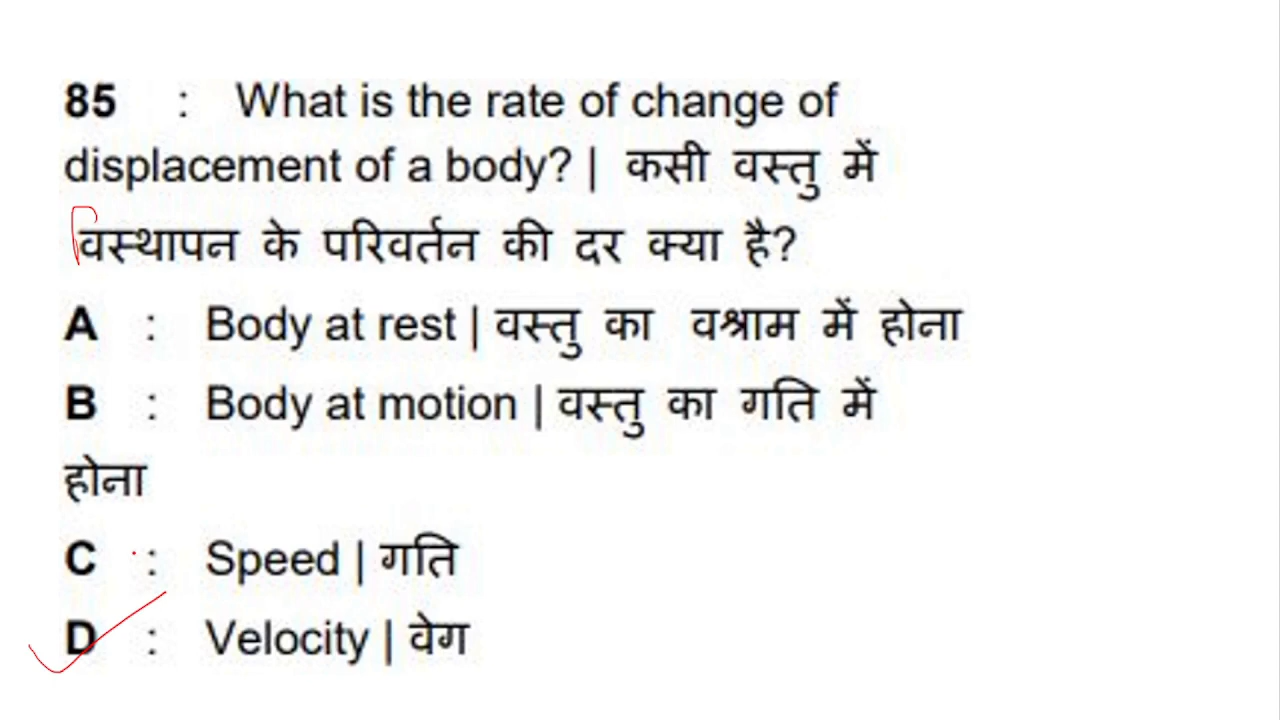 85 : What is the rate of change of
displacement of a body? | कसी वस्तु में
वस्थापन के परिवर्तन की दर क्या है?
A : Body at rest | वस्तु का वश्राम में होना
B : Body at motion | वस्तु का गति में
होना
C : Speed | गति
D : Velocity | वेग